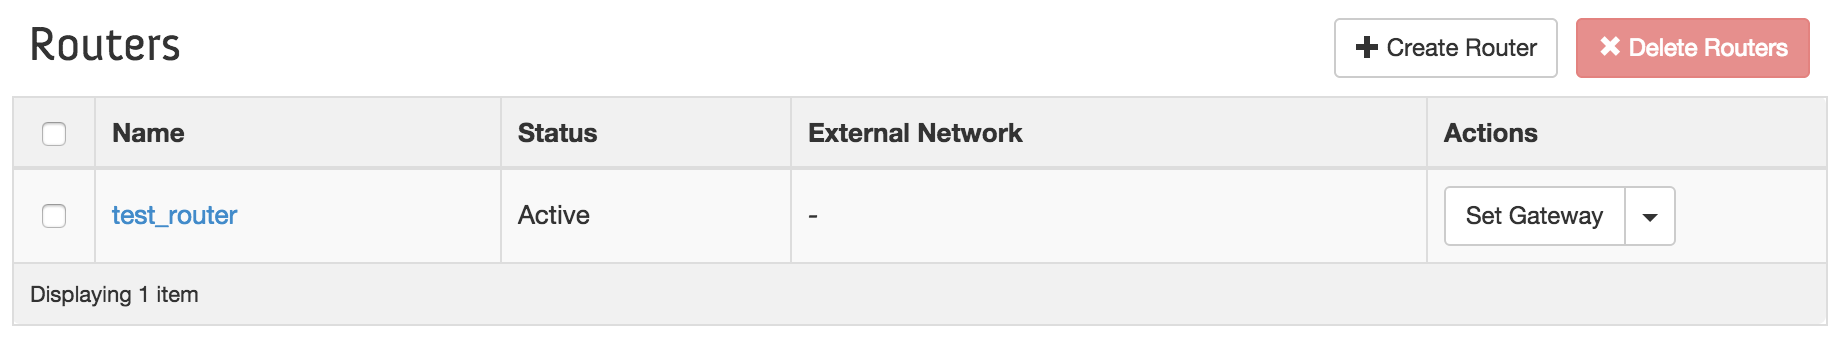 Routers
Create Router
Delete Routers
Name Status External Network Actions
test_router Active - Set Gateway
Displaying 1 item